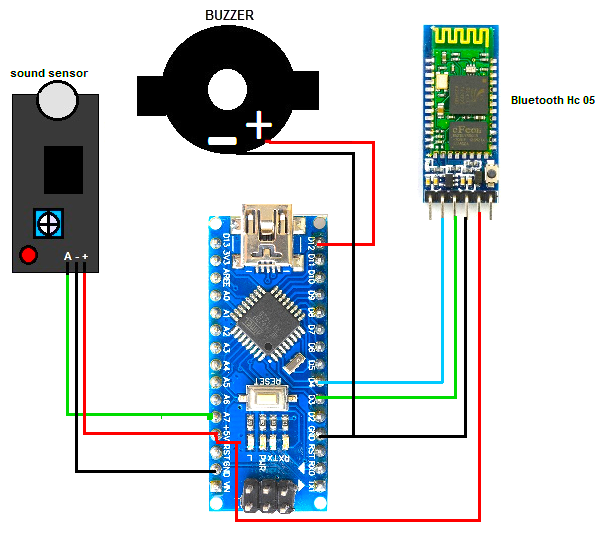 BUZZER
sound sensor
Bluetooth Hc 05
A - +
- +
D13
3V3
AREF
A0
A1
A2
A3
A4
A5
A6
A7
+5V
RST
GND
VIN
D12
D11
D10
D9
D8
D7
D6
D5
D4
D3
D2
GND
RST
RX0
TX1
RESET
L
RX
TX
PWR